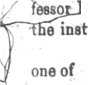 fessor
the inst
one of